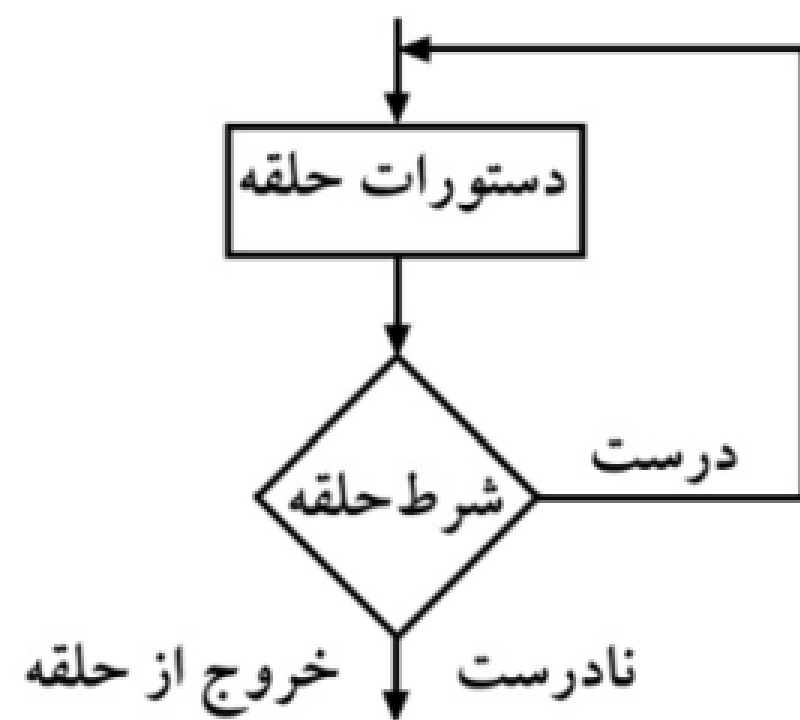 دستورات حلقه
درست
شرط حلقه
نادرست
خروج از حلقه